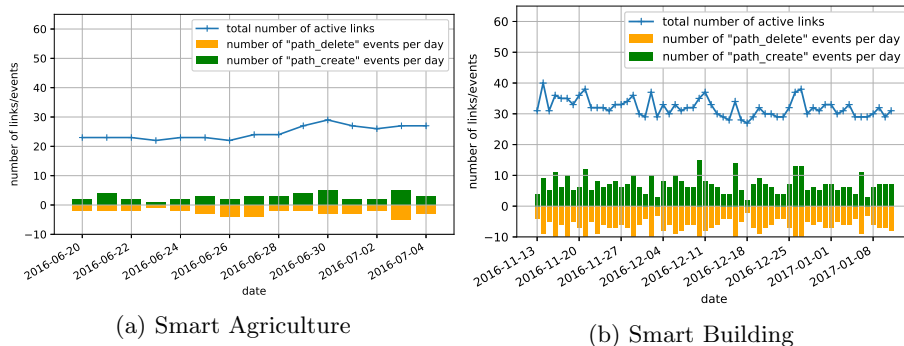 60
50
40
30
20
10
0
−10
number of links/events
total number of active links
number of "path_delete" events per day
number of "path_create" events per day
2016-06-20
2016-06-22
2016-06-24
2016-06-26
2016-06-28
2016-06-30
2016-07-02
2016-07-04
date
(a) Smart Agriculture
60
50
40
30
20
10
0
−10
number of links/events
total number of active links
number of "path_delete" events per day
number of "path_create" events per day
2016-11-13
2016-11-20
2016-11-27
2016-12-04
2016-12-11
2016-12-18
2016-12-25
2017-01-01
2017-01-08
date
(b) Smart Building